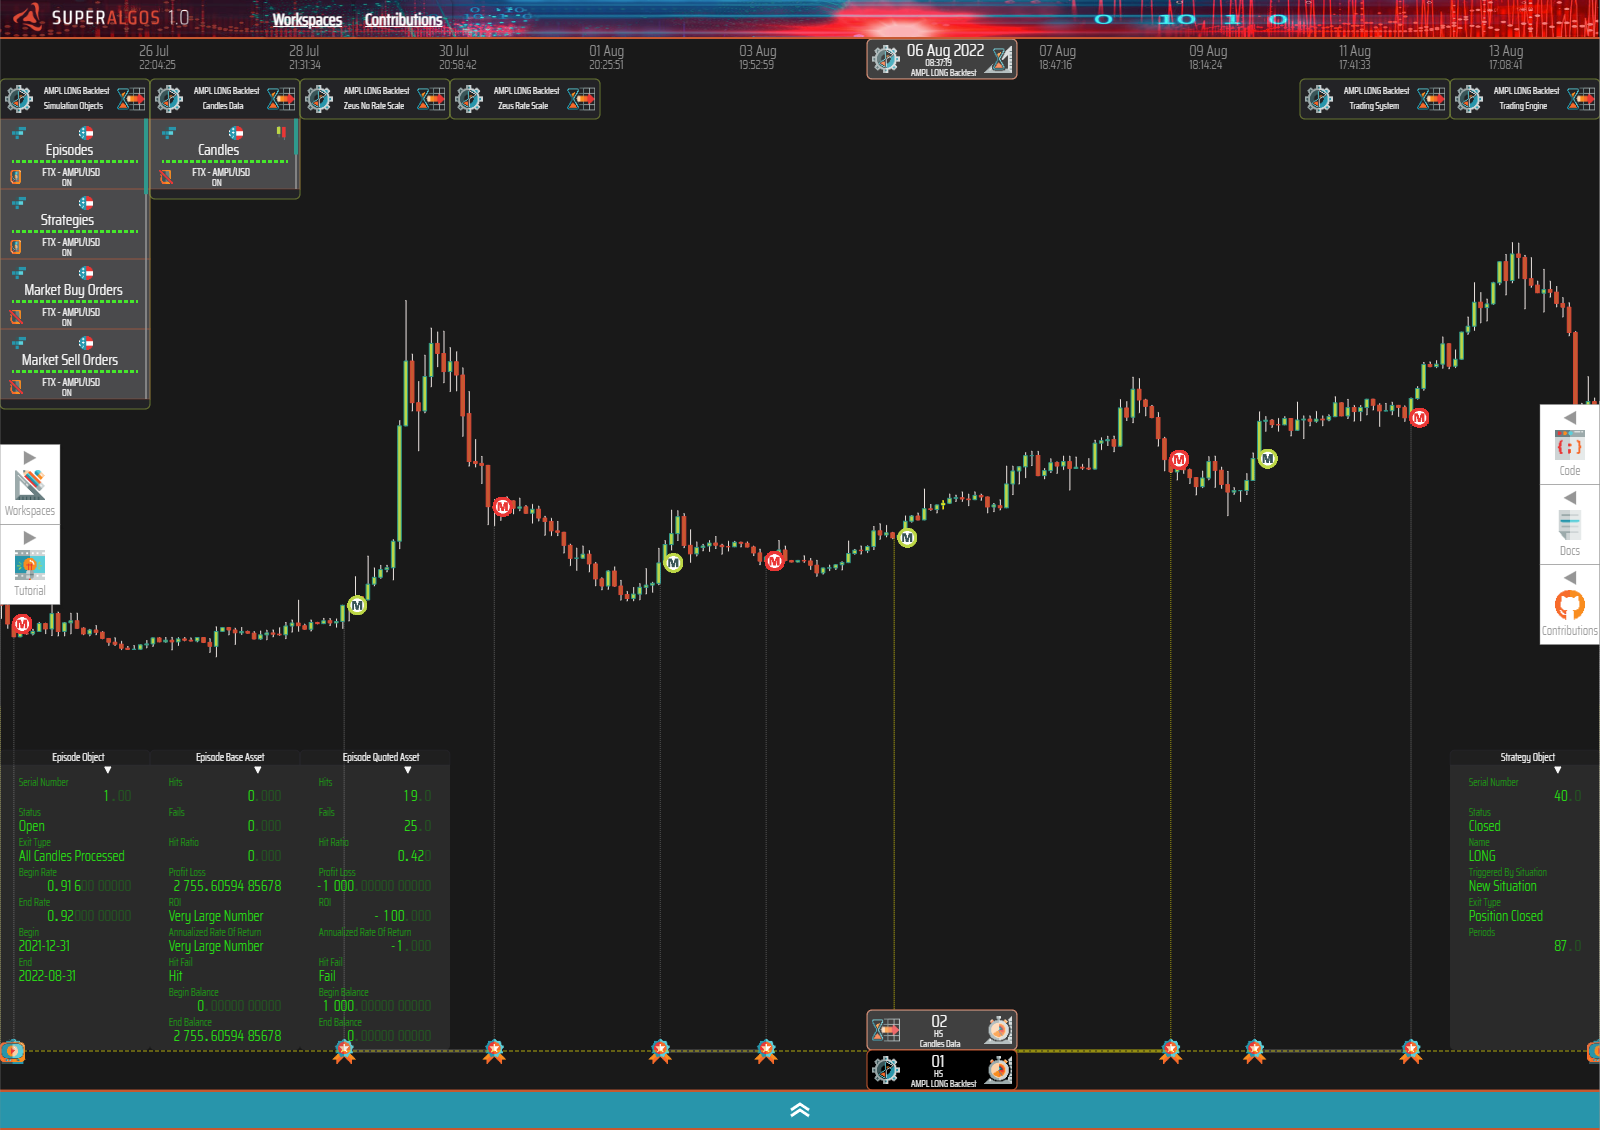 SUPERALGOS 1.0
Workspaces Contributions
26 Jul 28 Jul 30 Jul 01 Aug 03 Aug 06 Aug 2022 07 Aug 09 Aug 11 Aug 13 Aug
22:04:25 21:31:34 20:58:42 20:25:51 19:52:59 08:37:19 18:47:16 18:14:24 17:41:33 17:08:41
AMPL LONG Backtest
AMPL LONG Backtest AMPL LONG Backtest AMPL LONG Backtest AMPL LONG Backtest AMPL LONG Backtest AMPL LONG Backtest
Simulation Objects Candles Data Zeus No Rate Scale Zeus Rate Scale Trading System Trading Engine
Episodes Candles
FTX - AMPL/USD FTX - AMPL/USD
ON ON
Strategies
FTX - AMPL/USD
ON
Market Buy Orders
FTX - AMPL/USD
ON
Market Sell Orders
FTX - AMPL/USD
ON
Workspaces
Tutorial
Code
Docs
Contributions
M M M M M M M M M
Episode Object Episode Base Asset Episode Quoted Asset Strategy Object
Serial Number Hits Hits Serial Number
1.00 0.000 19.0 40.0
Status Fails Fails Status
Open 0.000 25.0 Closed
Exit Type Hit Ratio Hit Ratio Name
All Candles Processed 0.000 0.420 LONG
Begin Rate Profit Loss Profit Loss Triggered By Situation
0.91600 00000 2 755.60594 85678 -1 000.00000 00000 New Situation
End Rate ROI ROI Exit Type
0.92000 00000 Very Large Number -100.000 Position Closed
Begin Annualized Rate Of Return Annualized Rate Of Return Periods
2021-12-31 Very Large Number -1.000 87.0
End Hit Fail Hit Fail
2022-08-31 Hit Fail
Begin Balance Begin Balance
0.00000 00000 1 000.00000 00000
End Balance End Balance
2 755.60594 85678 0.00000 00000
02
HS
Candles Data
01
HS
AMPL LONG Backtest